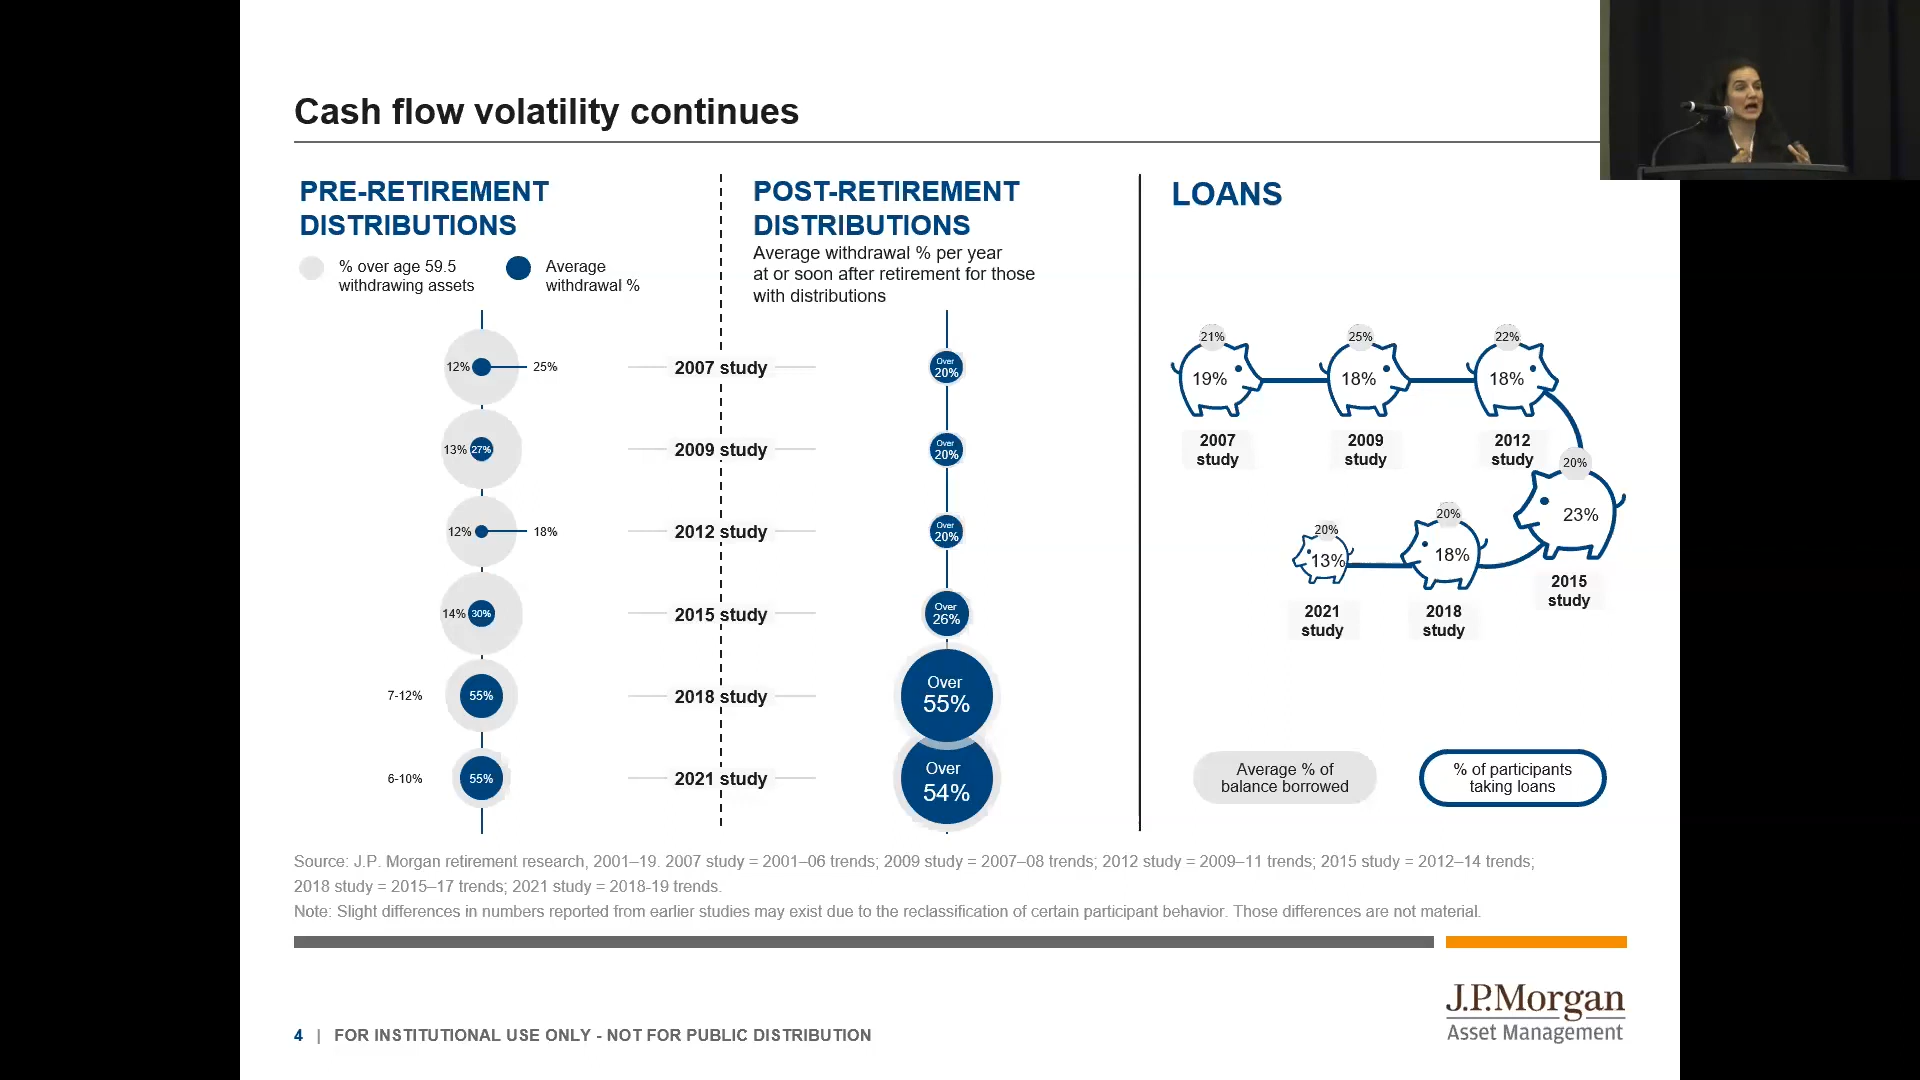 Cash flow volatility continues
PRE-RETIREMENT
DISTRIBUTIONS
% over age 59.5
withdrawing assets
Average
withdrawal %
12%
25%
13%
27%
12%
18%
14%
30%
7-12%
55%
6-10%
55%
2007 study
2009 study
2012 study
2015 study
2018 study
2021 study
POST-RETIREMENT
DISTRIBUTIONS
Average withdrawal % per year
at or soon after retirement for those
with distributions
Over
20%
Over
20%
Over
20%
Over
26%
Over
55%
Over
54%
LOANS
21%
19%
2007
study
25%
18%
2009
study
22%
18%
2012
study
20%
23%
2015
study
20%
18%
2018
study
20%
13%
2021
study
Average % of
balance borrowed
% of participants
taking loans
Source: J.P. Morgan retirement research, 2001–19. 2007 study = 2001–06 trends; 2009 study = 2007–08 trends; 2012 study = 2009–11 trends; 2015 study = 2012–14 trends;
2018 study = 2015–17 trends; 2021 study = 2018-19 trends.
Note: Slight differences in numbers reported from earlier studies may exist due to the reclassification of certain participant behavior. Those differences are not material.
J.P.Morgan
Asset Management
4 | FOR INSTITUTIONAL USE ONLY - NOT FOR PUBLIC DISTRIBUTION